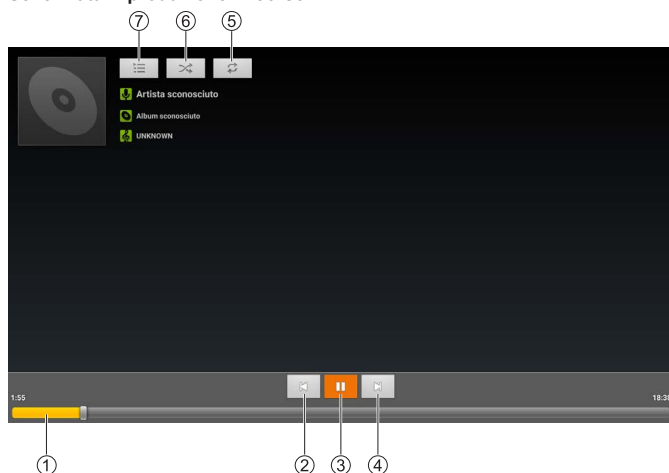 ⑦ ⑥ ⑤
Artista sconosciuto
Album sconosciuto
UNKNOWN
1:55
① ② ③ ④